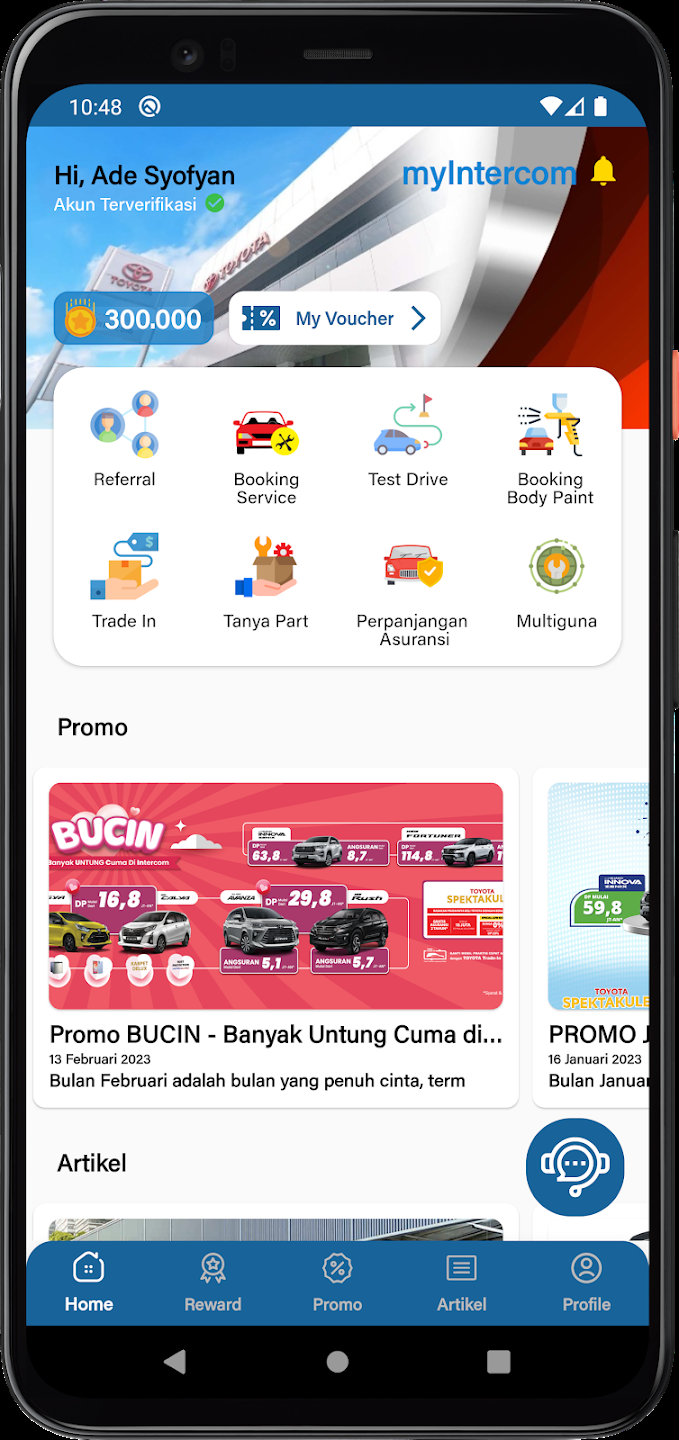 10:48
Hi, Ade Syofyan
myIntercom
Akun Terverifikasi
TOYOTA
TOYOTA
300.000
% My Voucher
Referral
Booking Service
Test Drive
Booking Body Paint
Trade In
Tanya Part
Perpanjangan Asuransi
Multiguna
Promo
BUCIN
Banyak UNTUNG Cuma Di Intercom
INNOVA
DP
63,8
ANGSURAN
8,7
FORTUNER
DP
114,8
DP
16,8
CALYA
AVANZA
DP
29,8
Rush
ANGSURAN
5,1
ANGSURAN
5,7
TOYOTA
SPEKTAKUL
INNOVA
DP MULAI
59,8
TOYOTA
SPEKTAKULE
Promo BUCIN - Banyak Untung Cuma di...
13 Februari 2023
Bulan Februari adalah bulan yang penuh cinta, term
PROMO J
16 Januari 2023
Bulan Januar
Artikel
Home
Reward
Promo
Artikel
Profile